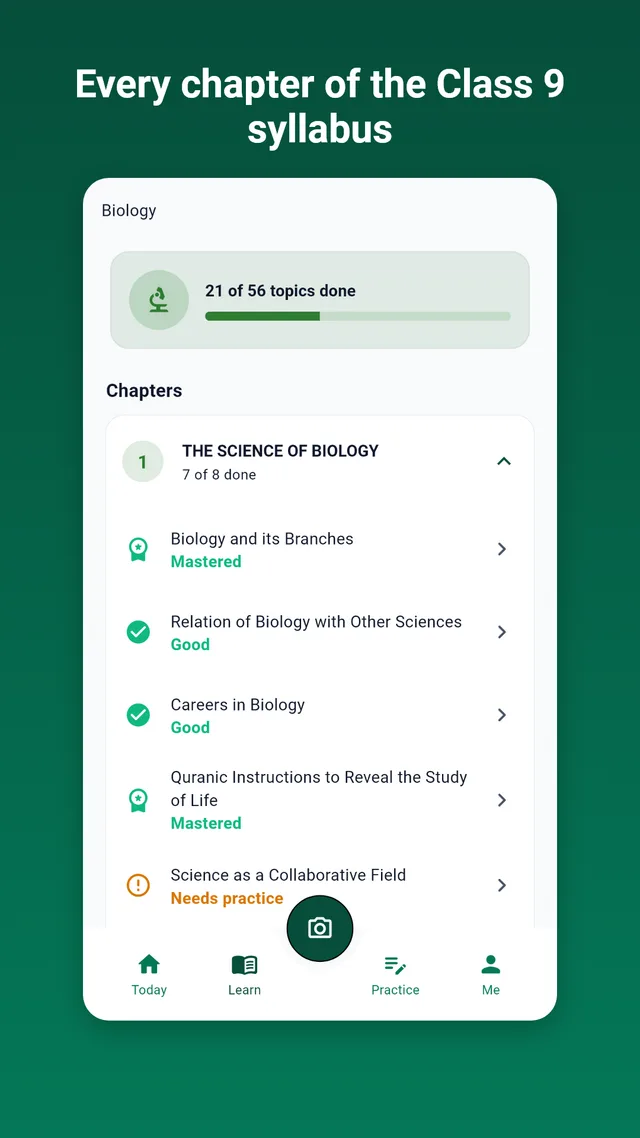 Every chapter of the Class 9
syllabus
Biology
21 of 56 topics done
Chapters
1
THE SCIENCE OF BIOLOGY
7 of 8 done
Biology and its Branches
Mastered
Relation of Biology with Other Sciences
Good
Careers in Biology
Good
Quranic Instructions to Reveal the Study
of Life
Mastered
Science as a Collaborative Field
Needs practice
Today
Learn
Practice
Me